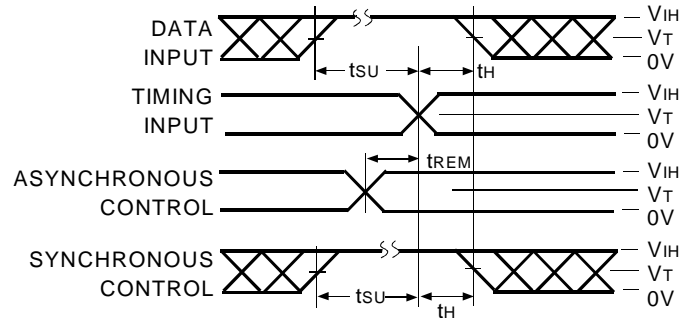 DATA
INPUT
VIH
VT
0V
tSU
tH
TIMING
INPUT
VIH
VT
0V
tREM
ASYNCHRONOUS
CONTROL
VIH
VT
0V
SYNCHRONOUS
CONTROL
VIH
VT
0V
tSU
tH